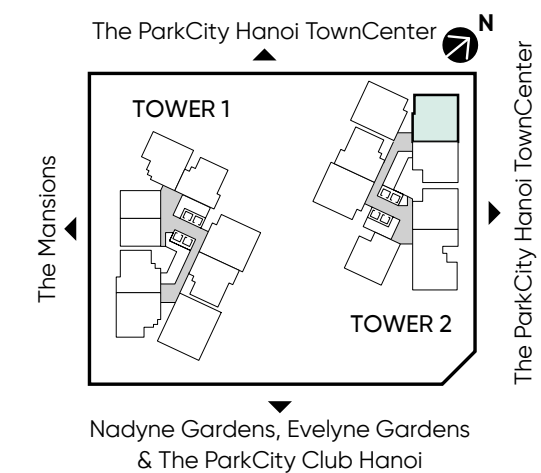 The ParkCity Hanoi TownCenter
N
TOWER 1
The Mansions
The ParkCity Hanoi TownCenter
TOWER 2
Nadyne Gardens, Evelyne Gardens
& The ParkCity Club Hanoi